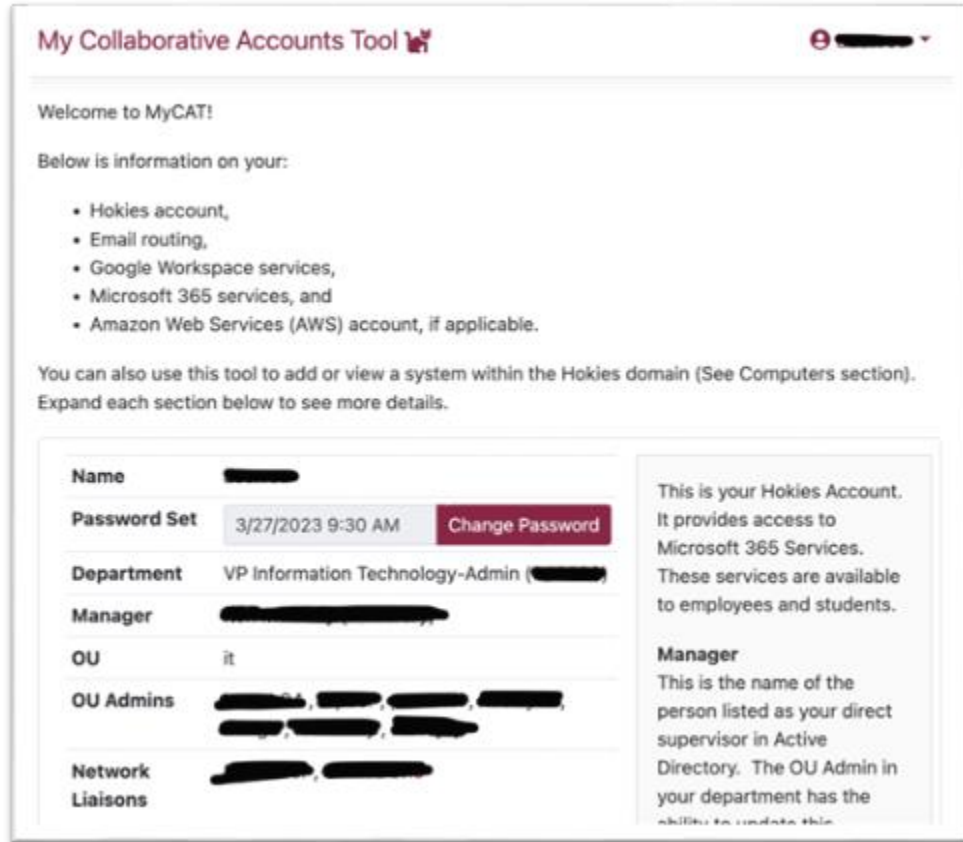 My Collaborative Accounts Tool
Welcome to MyCAT!
Below is information on your:
• Hokies account,
• Email routing,
• Google Workspace services,
• Microsoft 365 services, and
• Amazon Web Services (AWS) account, if applicable.
You can also use this tool to add or view a system within the Hokies domain (See Computers section).
Expand each section below to see more details.
Name
Password Set 3/27/2023 9:30 AM Change Password
Department VP Information Technology-Admin (
Manager
OU it
OU Admins
Network
Liaisons
This is your Hokies Account.
It provides access to
Microsoft 365 Services.
These services are available
to employees and students.
Manager
This is the name of the
person listed as your direct
supervisor in Active
Directory. The OU Admin in
your department has the
ability to update this